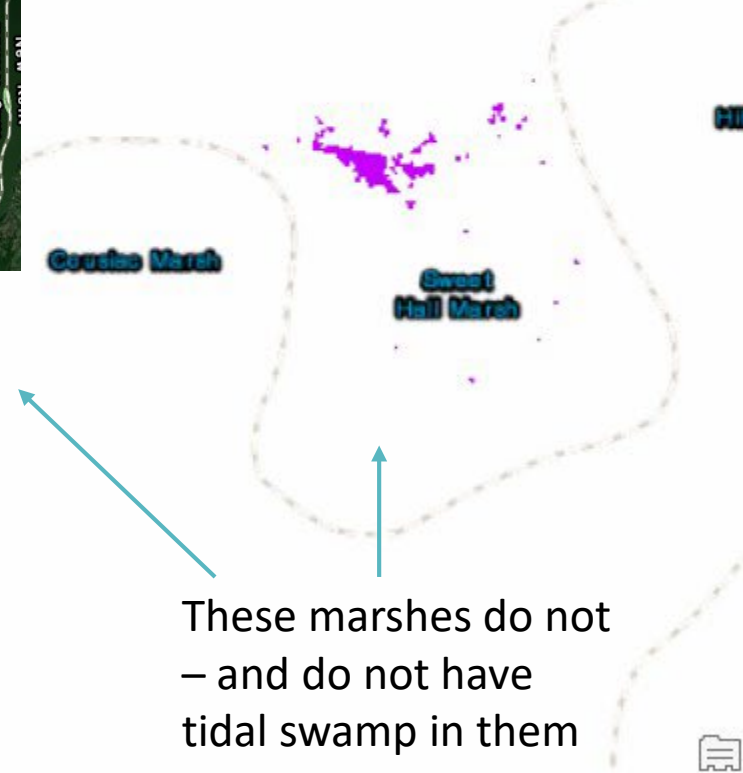 Cousiac Marsh
Sweet
Hall Marsh
These marshes do not
– and do not have
tidal swamp in them